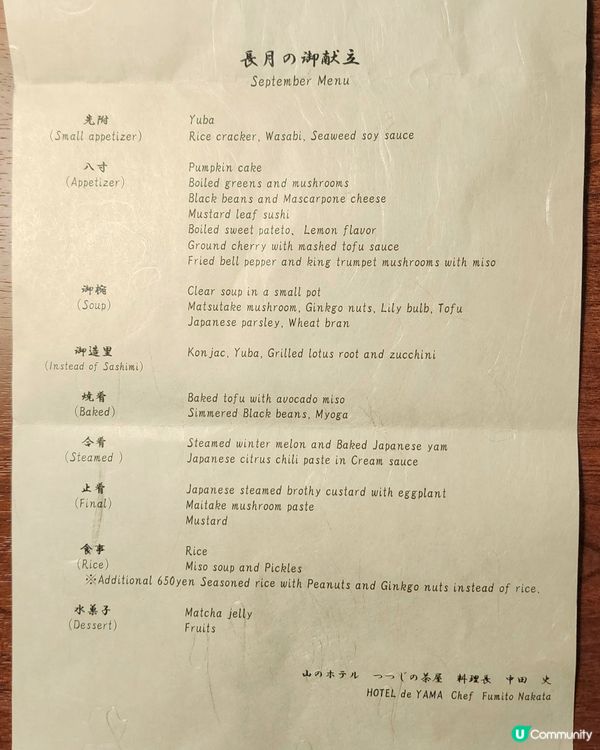 長月の御献立
September Menu
先附
(Small appetizer)
Yuba
Rice cracker, Wasabi, Seaweed soy sauce
八寸
(Appetizer)
Pumpkin cake
Boiled greens and mushrooms
Black beans and Mascarpone cheese
Mustard leaf sushi
Boiled sweet pateto、Lemon flavor
Ground cherry with mashed tofu sauce
Fried bell pepper and king trumpet mushrooms with miso
御椀
(Soup)
Clear soup in a small pot
Matsutake mushroom, Ginkgo nuts, Lily bulb, Tofu
Japanese parsley, Wheat bran
御造里
(Instead of Sashimi)
Konjac, Yuba, Grilled lotus root and zucchini
焼肴
(Baked)
Baked tofu with avocado miso
Simmered Black beans, Myoga
合肴
(Steamed )
Steamed winter melon and Baked Japanese yam
Japanese citrus chili paste in Cream sauce
止肴
(Final)
Japanese steamed brothy custard with eggplant
Maitake mushroom paste
Mustard
食事
(Rice)
Rice
Miso soup and Pickles
※Additional 650yen Seasoned rice with Peanuts and Ginkgo nuts instead of rice.
水菓子
(Dessert)
Matcha jelly
Fruits
山のホテル つつじの茶屋 料理長 中田 史
HOTEL de YAMA Chef Fumito Nakata
U Community